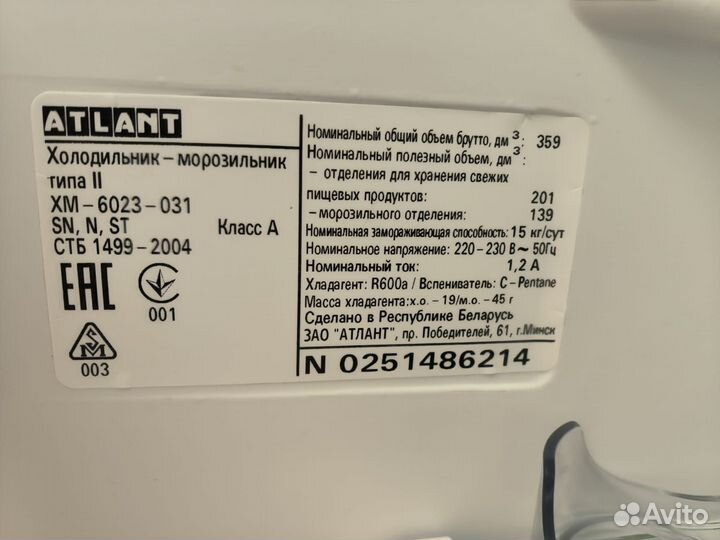 ATLANT
Холодильник – морозильник
типа II
ХМ – 6023 – 031
SN, N, ST Класс А
СТБ 1499 – 2004
ЕАС
001
003
Номинальный общий объем брутто, дм³: 359
Номинальный полезный объем, дм³:
– отделения для хранения свежих
пищевых продуктов: 201
– морозильного отделения: 139
Номинальная замораживающая способность: 15 кг/сут
Номинальное напряжение: 220 – 230 В ~ 50Гц
Номинальный ток: 1,2 А
Хладагент: R600a / Вспениватель: C – Pentane
Масса хладагента:х.о. – 19/м.о. – 45 г
Сделано в Республике Беларусь
ЗАО "АТЛАНТ", пр. Победителей, 61, г.Минск
N 0251486214
Avito